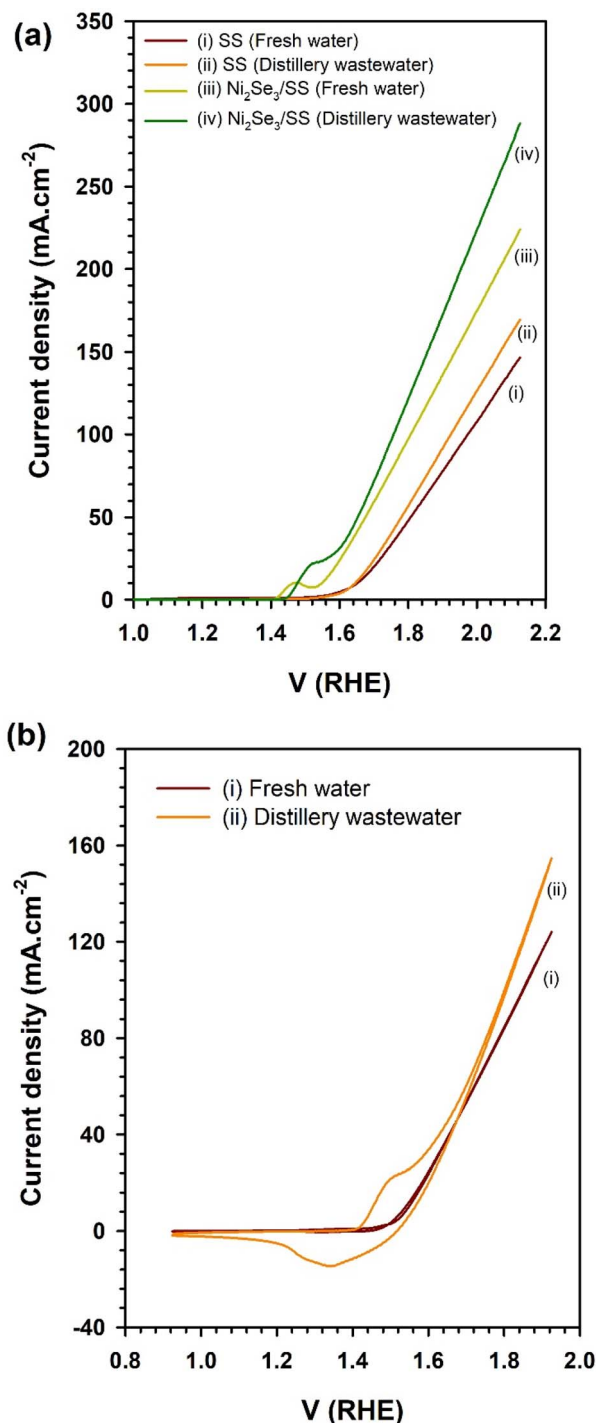 (a)
(i) SS (Fresh water)
(ii) SS (Distillery wastewater)
(iii) Ni₂Se₃/SS (Fresh water)
(iv) Ni₂Se₃/SS (Distillery wastewater)
350
300
250
200
150
100
50
0
Current density (mA.cm⁻²)
(iv)
(iii)
(ii)
(i)
1.0 1.2 1.4 1.6 1.8 2.0 2.2
V (RHE)
(b)
(i) Fresh water
(ii) Distillery wastewater
200
160
120
80
40
0
-40
Current density (mA.cm⁻²)
(ii)
(i)
0.8 1.0 1.2 1.4 1.6 1.8 2.0
V (RHE)